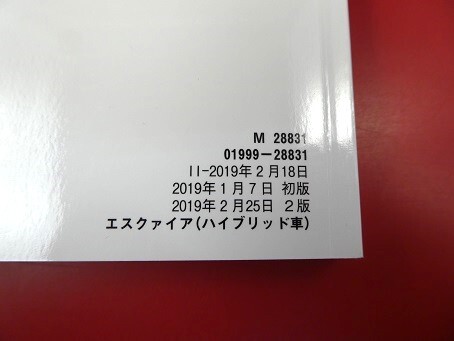 M 28831
01999-28831
II-2019年2月18日
2019年1月7日 初版
2019年2月25日 2版
エスクァイア(ハイブリッド車)